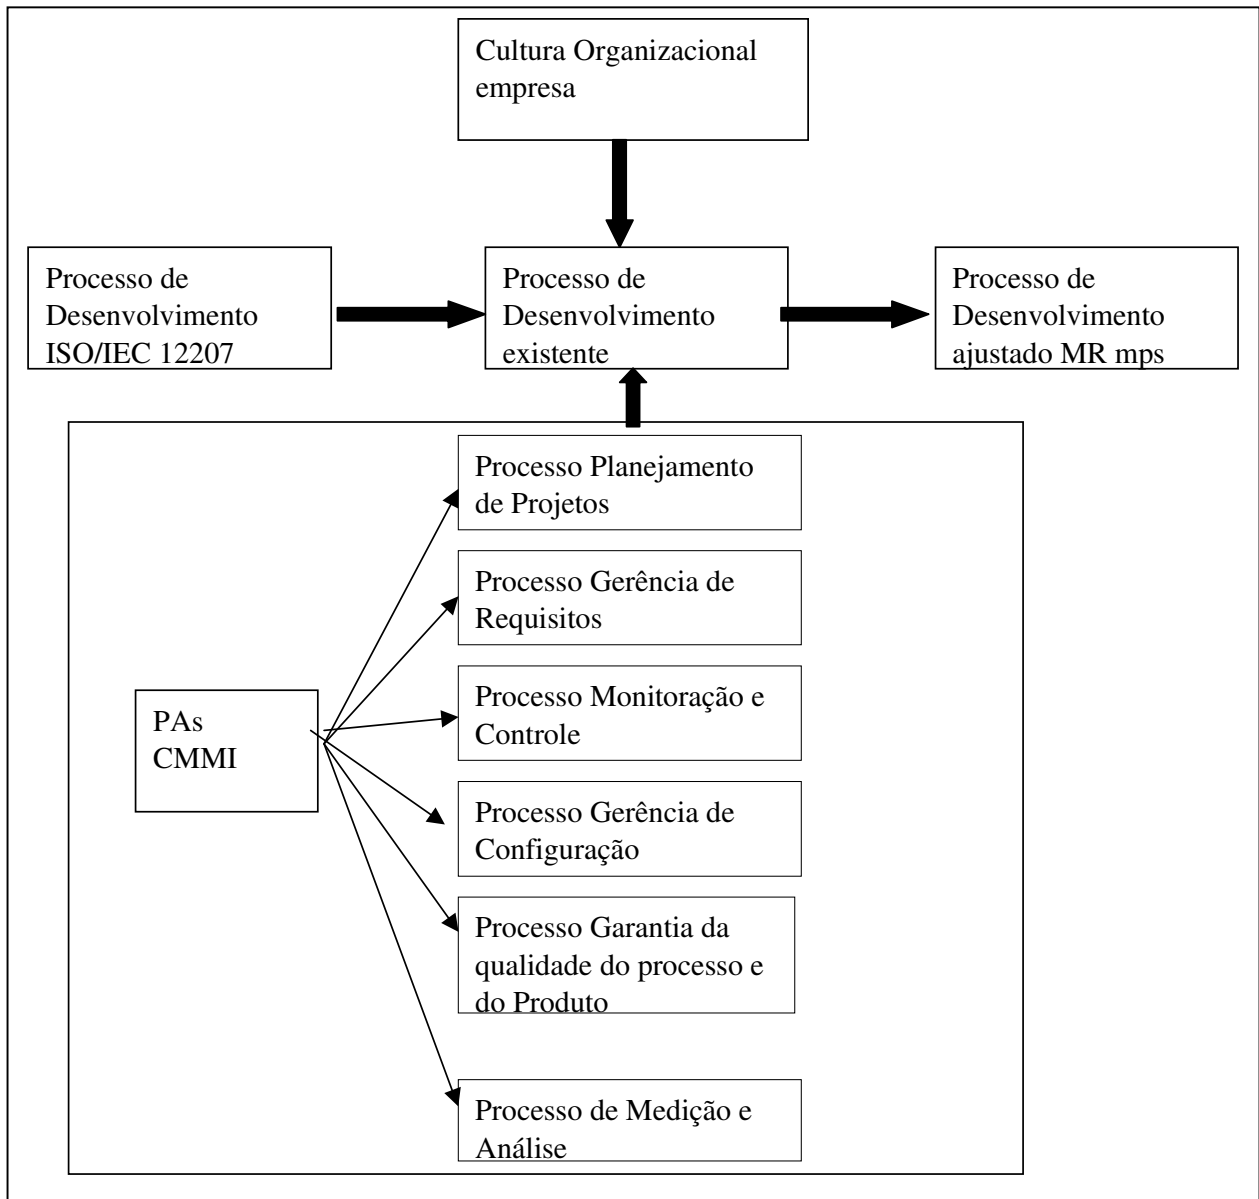 Cultura Organizacional
empresa
Processo de
Desenvolvimento
ISO/IEC 12207
Processo de
Desenvolvimento
existente
Processo de
Desenvolvimento
ajustado MR mps
Processo Planejamento
de Projetos
Processo Gerência de
Requisitos
Processo Monitoração e
Controle
PAs
CMMI
Processo Gerência de
Configuração
Processo Garantia da
qualidade do processo e
do Produto
Processo de Medição e
Análise